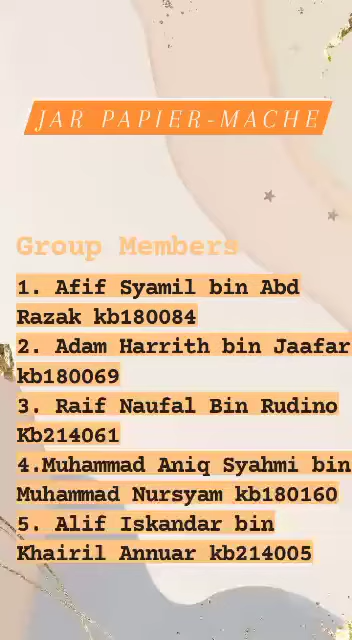 JAR PAPIER-MACHE
Group Members
1. Afif Syamil bin Abd
Razak kb180084
2. Adam Harrith bin Jaafar
kb180069
3. Raif Naufal Bin Rudino
Kb214061
4.Muhammad Aniq Syahmi bin
Muhammad Nursyam kb180160
5. Alif Iskandar bin
Khairil Annuar kb214005